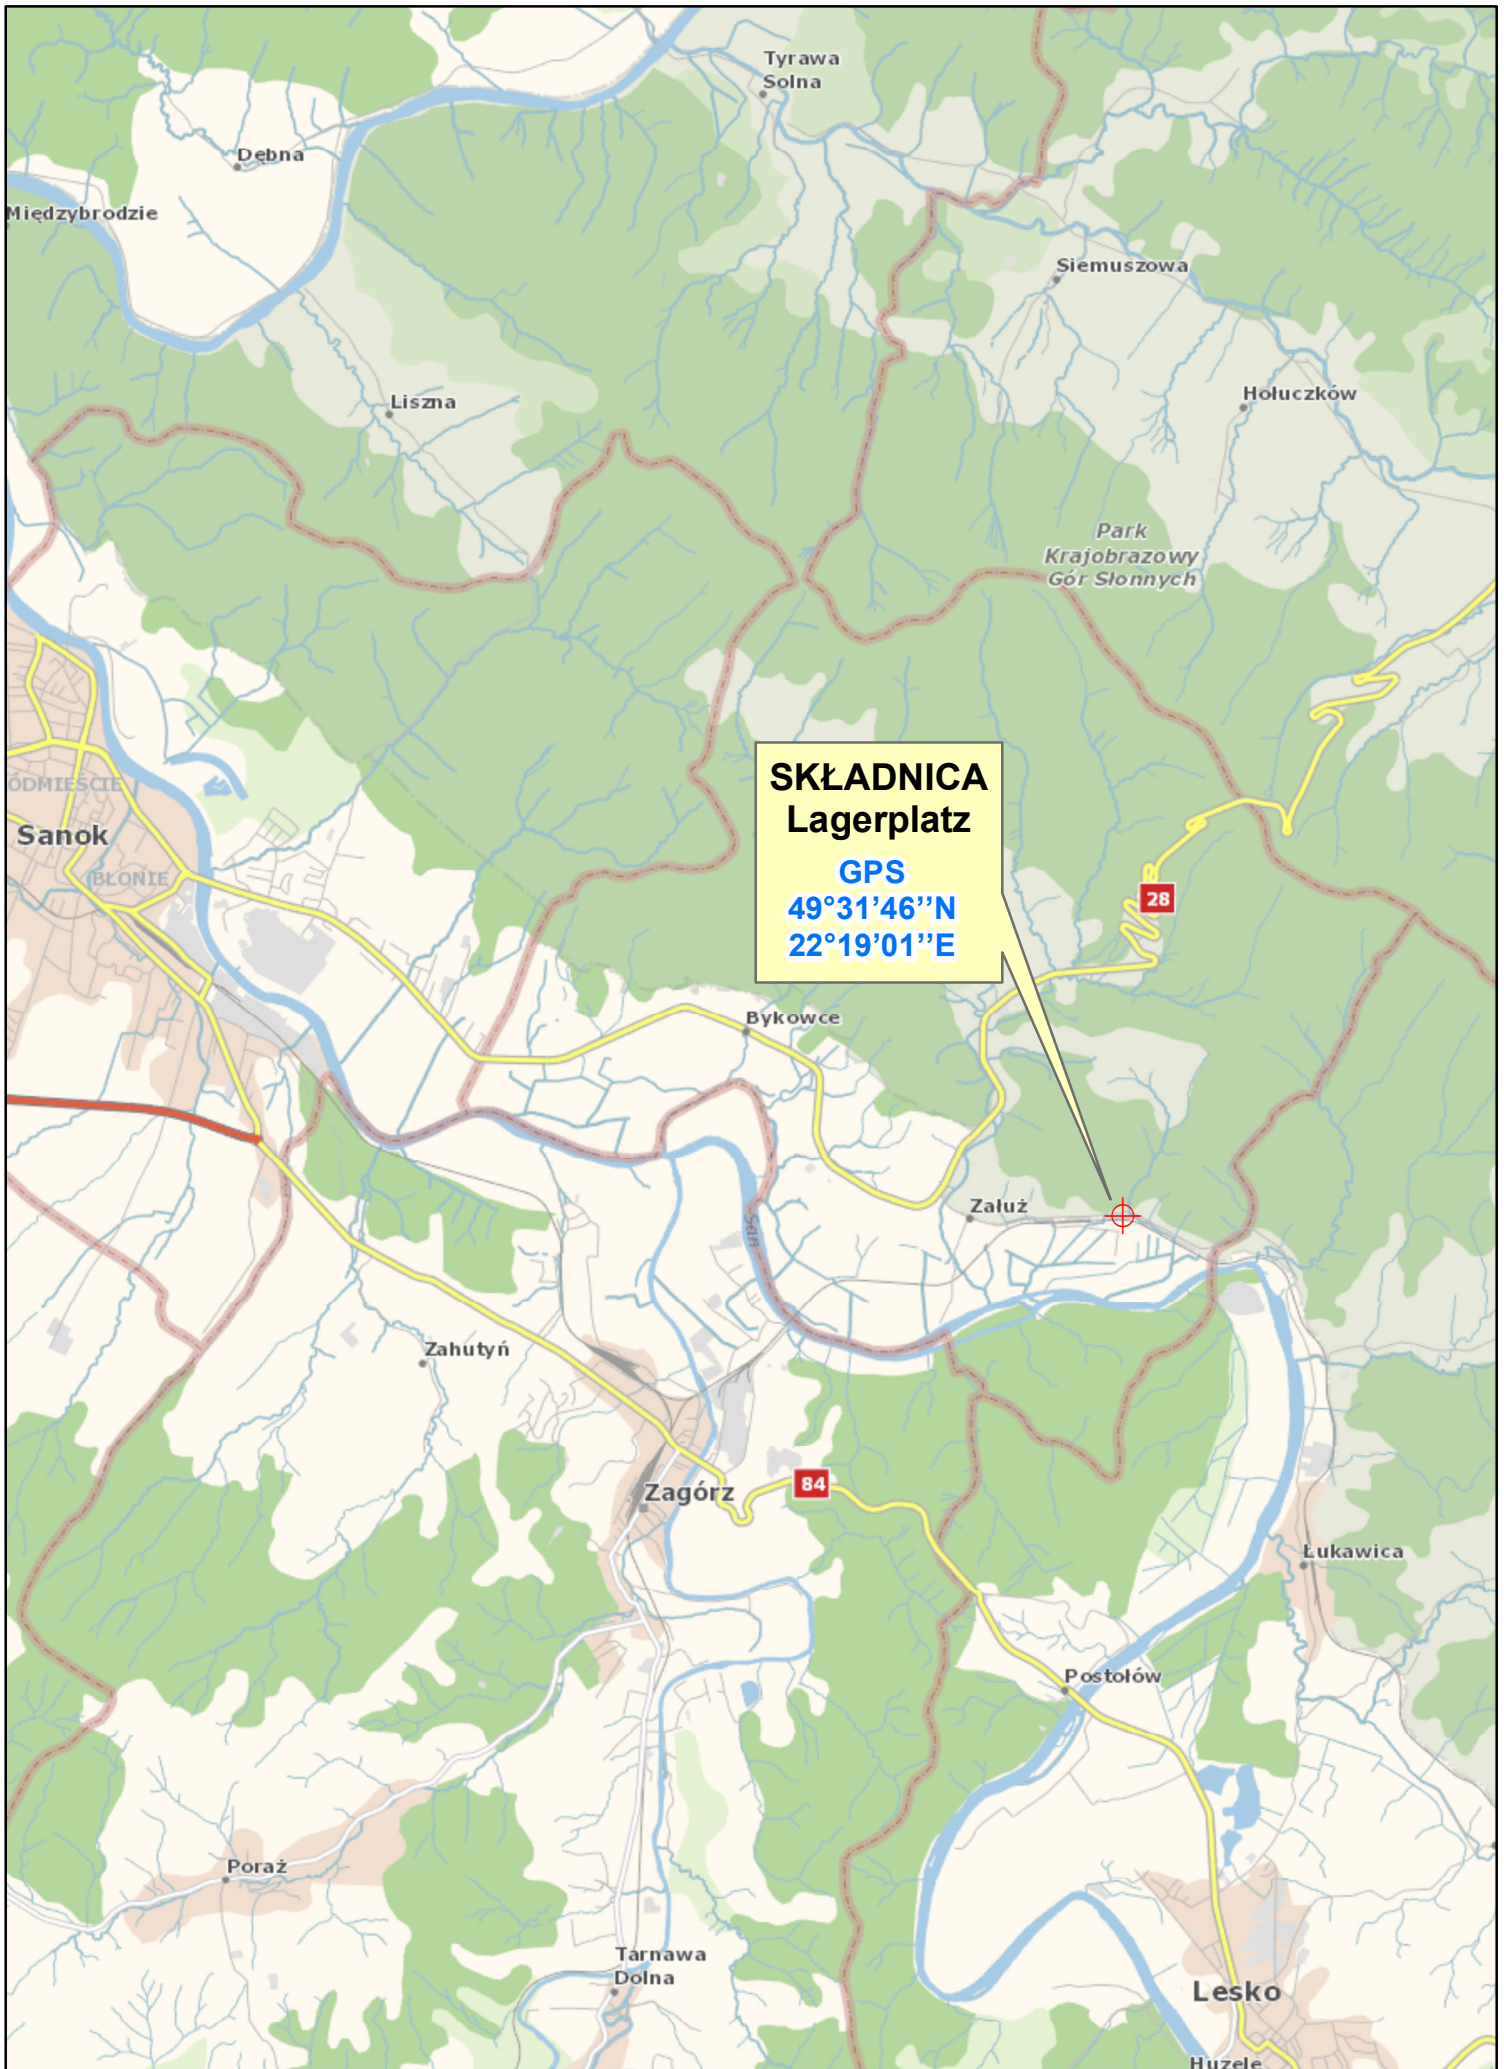 Tyrawa
Solna
Dębna
Międzybrodzie
Siemuszowa
Liszna
Hołuczków
Park
Krajobrazowy
Gór Słonnych
SKŁADNICA
Lagerplatz
GPS
49°31’46’’N
22°19’01’’E
ÓDMIEŚCIE
Sanok
BŁONIE
28
Bykowce
Załuż
San
Zahutyń
84
Zagórz
Łukawica
Postołów
Poraż
Tarnawa
Dolna
Lesko
Huzele